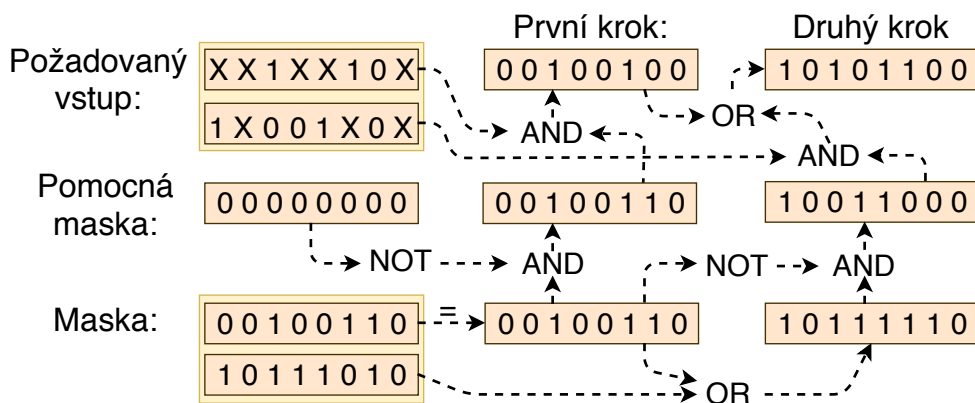 První krok: Druhý krok
Požadovaný vstup:
X X 1 X X 1 0 X
0 0 1 0 0 1 0 0
1 0 1 0 1 1 0 0
1 X 0 0 1 X 0 X
AND
OR
AND
Pomocná maska:
0 0 0 0 0 0 0 0
0 0 1 0 0 1 1 0
1 0 0 1 1 0 0 0
NOT
AND
NOT
AND
Maska:
0 0 1 0 0 1 1 0
=
0 0 1 0 0 1 1 0
1 0 1 1 1 1 1 0
1 0 1 1 1 0 1 0
OR